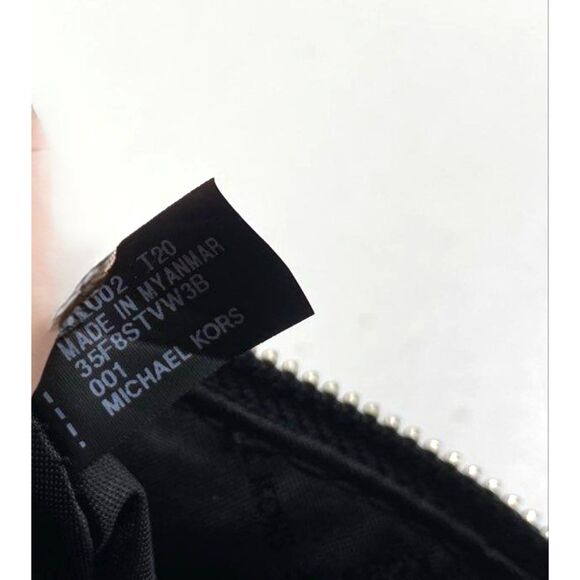 T20
MADE IN MYANMAR
35F8STVW3B
001
MICHAEL KORS